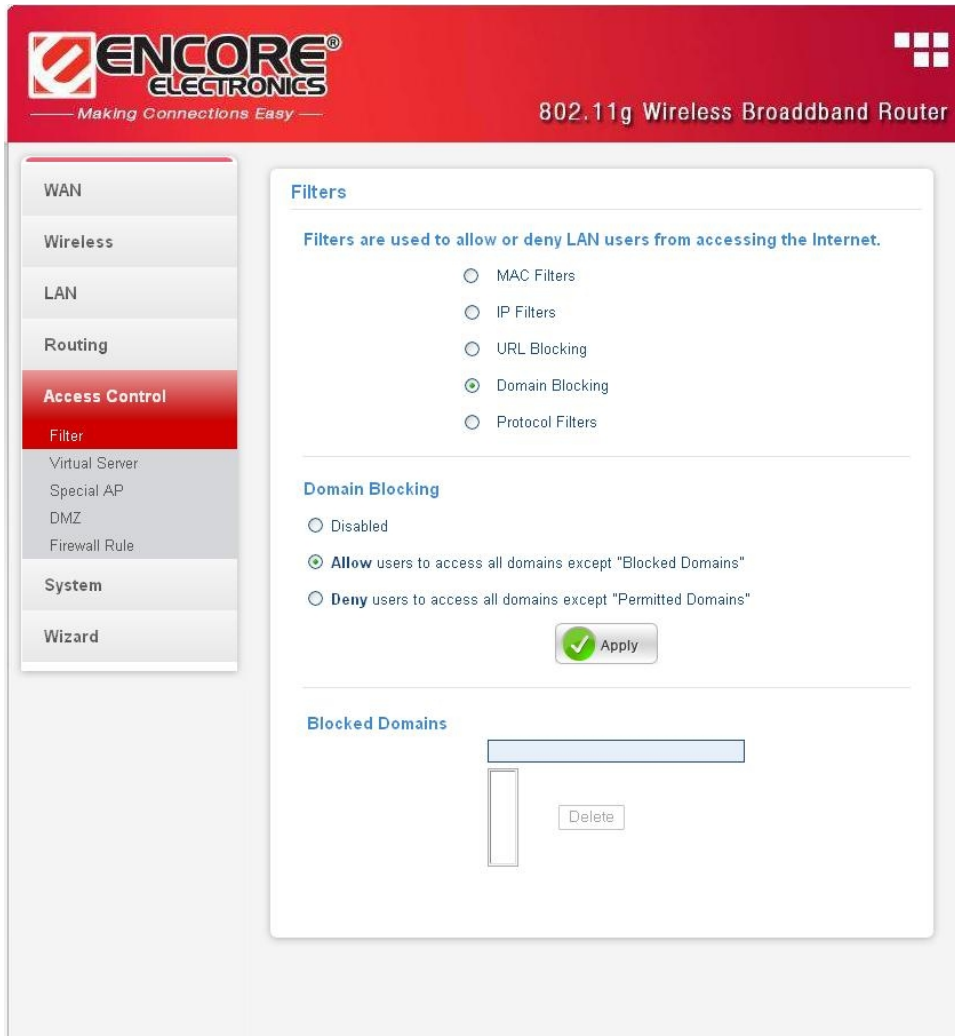 ENCORE®
ELECTRONICS
Making Connections Easy
802.11g Wireless Broaddband Router
WAN
Wireless
LAN
Routing
Access Control
Filter
Virtual Server
Special AP
DMZ
Firewall Rule
System
Wizard
Filters
Filters are used to allow or deny LAN users from accessing the Internet.
MAC Filters
IP Filters
URL Blocking
Domain Blocking
Protocol Filters
Domain Blocking
Disabled
Allow users to access all domains except "Blocked Domains"
Deny users to access all domains except "Permitted Domains"
Apply
Blocked Domains
Delete